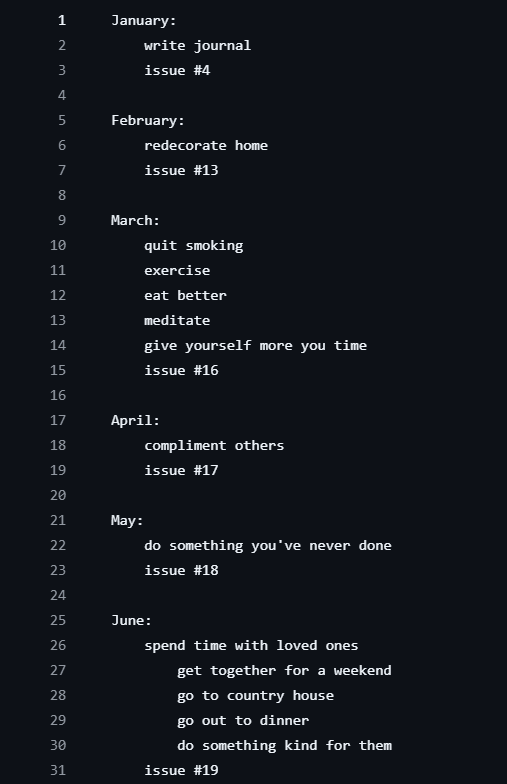 1 January:
2 write journal
3 issue #4
4
5 February:
6 redecorate home
7 issue #13
8
9 March:
10 quit smoking
11 exercise
12 eat better
13 meditate
14 give yourself more you time
15 issue #16
16
17 April:
18 compliment others
19 issue #17
20
21 May:
22 do something you've never done
23 issue #18
24
25 June:
26 spend time with loved ones
27 get together for a weekend
28 go to country house
29 go out to dinner
30 do something kind for them
31 issue #19